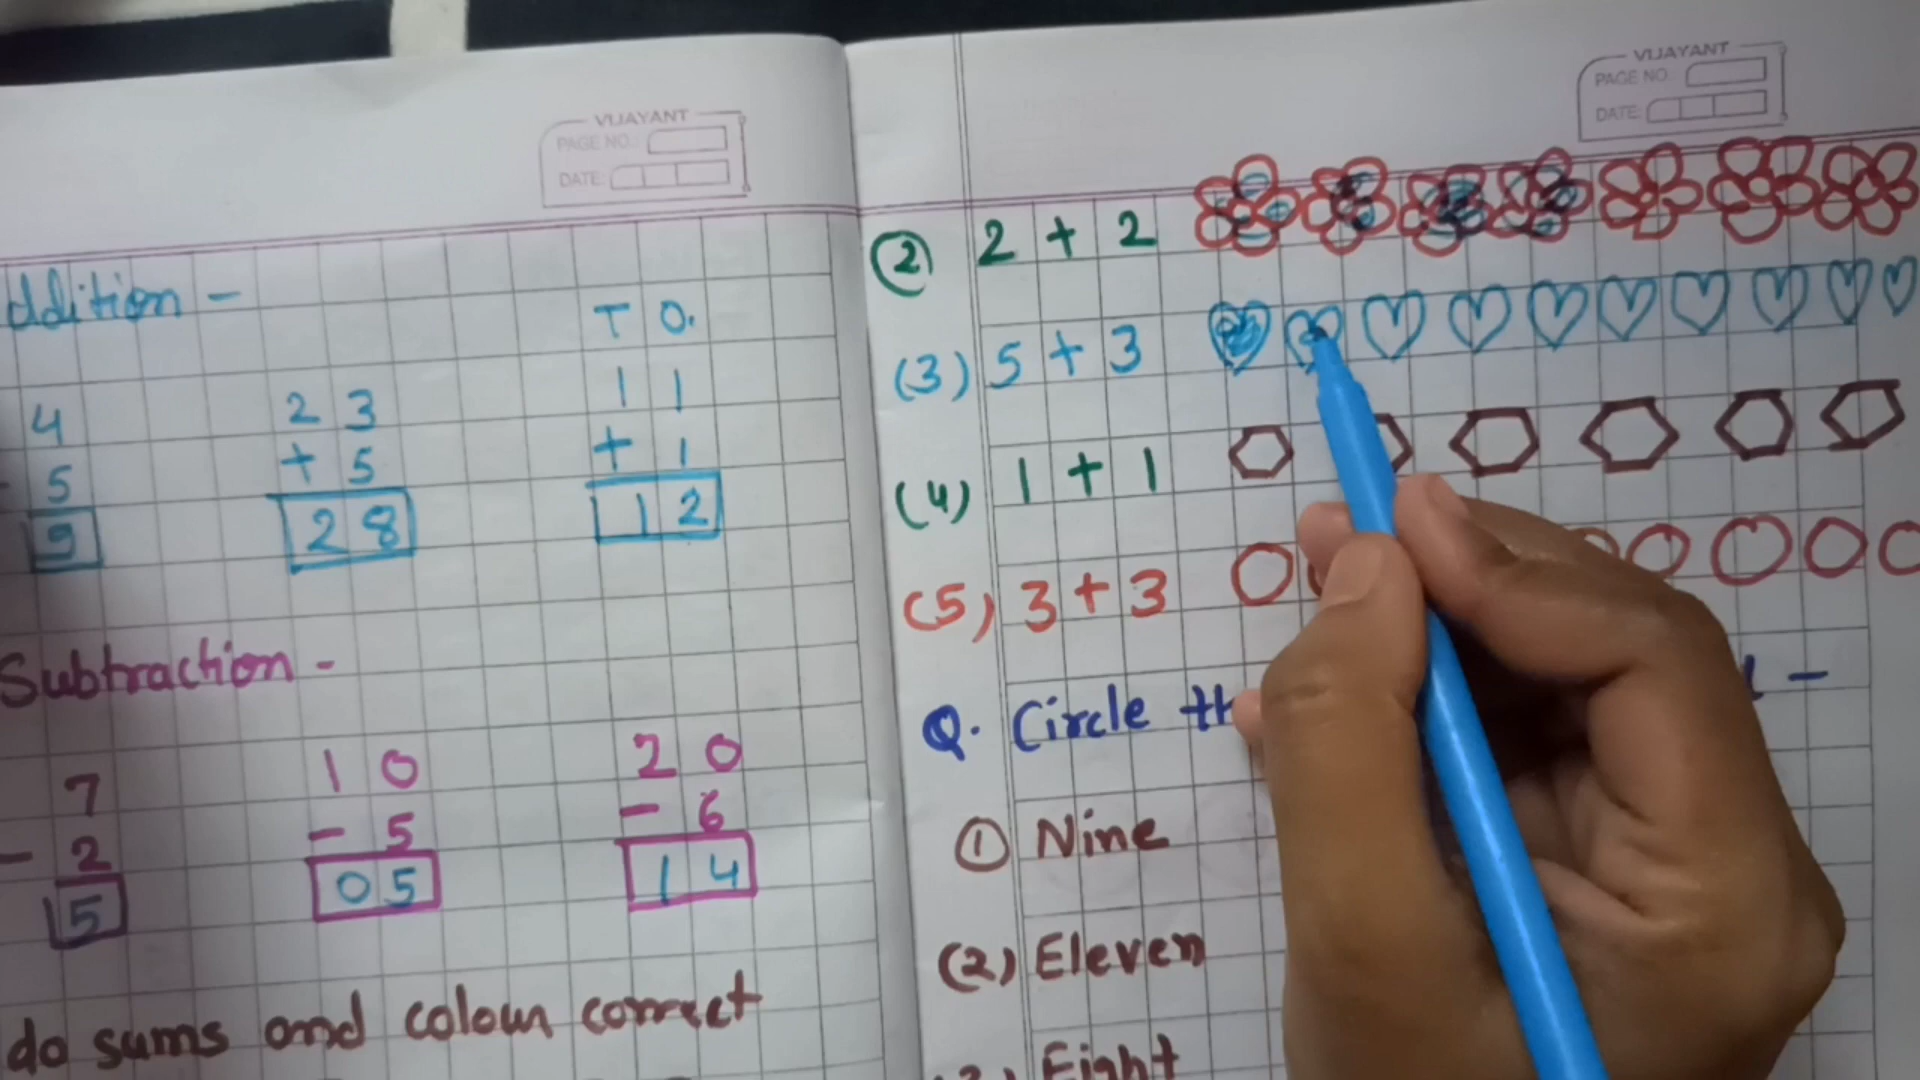 VIJAYANT
PAGE NO.:
DATE:
ddition -
4
5
9
2 3
+ 5
2 8
T O.
1 1
+ 1
1 2
Subtraction -
7
- 2
5
1 0
- 5
0 5
2 0
- 6
1 4
do sums and colour correct
VIJAYANT
PAGE NO.:
DATE:
(2) 2 + 2
(3) 5 + 3
(4) 1 + 1
(5) 3 + 3
Q. Circle
(1) Nine
(2) Eleven
Eight